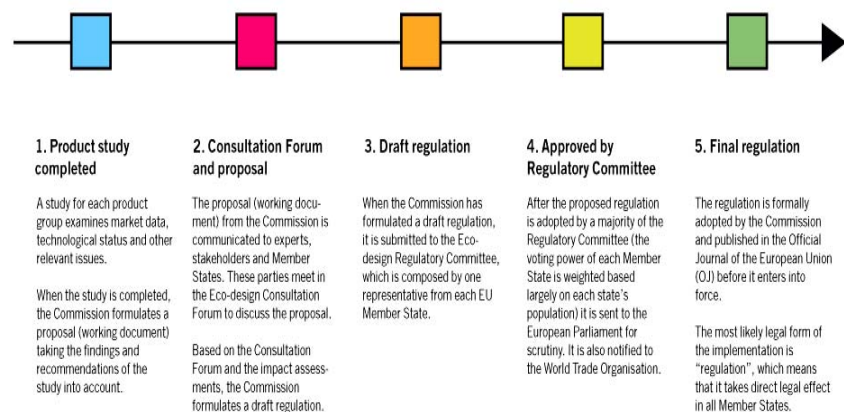 1. Product study
completed
A study for each product
group examines market data,
technological status and other
relevant issues.
When the study is completed,
the Commission formulates a
proposal (working document)
taking the findings and
recommendations of the
study into account.
2. Consultation Forum
and proposal
The proposal (working docu-
ment) from the Commission is
communicated to experts,
stakeholders and Member
States. These parties meet in
the Eco-design Consultation
Forum to discuss the proposal.
Based on the Consultation
Forum and the impact assess-
ments, the Commission
formulates a draft regulation.
3. Draft regulation
When the Commission has
formulated a draft regulation,
it is submitted to the Eco-
design Regulatory Committee,
which is composed by one
representative from each EU
Member State.
4. Approved by
Regulatory Committee
After the proposed regulation
is adopted by a majority of the
Regulatory Committee (the
voting power of each Member
State is weighted based
largely on each state's
population) it is sent to the
European Parliament for
scrutiny. It is also notified to
the World Trade Organisation.
5. Final regulation
The regulation is formally
adopted by the Commission
and published in the Official
Journal of the European Union
(OJ) before it enters into
force.
The most likely legal form of
the implementation is
"regulation", which means
that it takes direct legal effect
in all Member States.